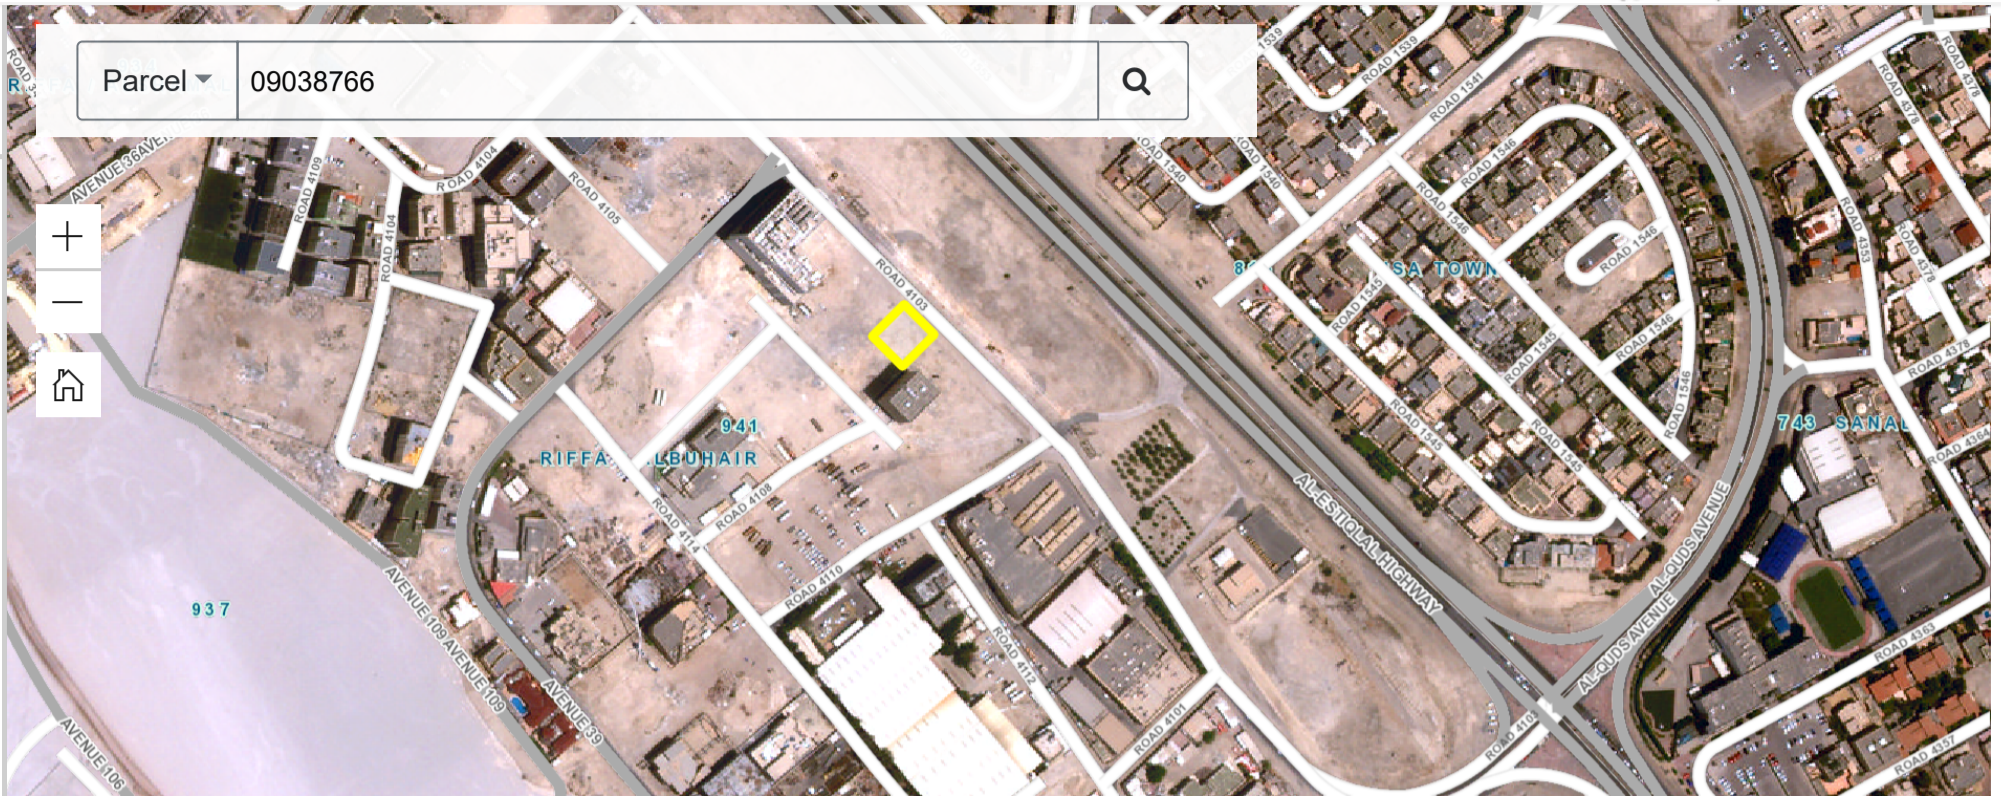 Parcel
09038766
ROAD 1539
ROAD 1539
ROAD 1541
ROAD 4378
ROAD 4378
AVENUE 36
ROAD 4109
ROAD 4104
ROAD 4104
ROAD 4105
ROAD 1540
ROAD 1540
ROAD 1546
ROAD 1546
ROAD 1546
ROAD 4353
ROAD 4378
ROAD 4103
SA TOWN
ROAD 1545
ROAD 1545
ROAD 1546
ROAD 1546
ROAD 4378
941
RIFFA LBUHAIR
ROAD 1545
ROAD 1545
743 SANAD
ROAD 4364
ROAD 4108
ROAD 4114
AL-ESTIQLAL HIGHWAY
AL-QUDS AVENUE
AL-QUDS AVENUE
937
AVENUE 109 AVENUE 109
ROAD 4110
ROAD 4112
ROAD 4363
AVENUE 39
ROAD 4101
ROAD 4103
AVENUE 106
ROAD 4357